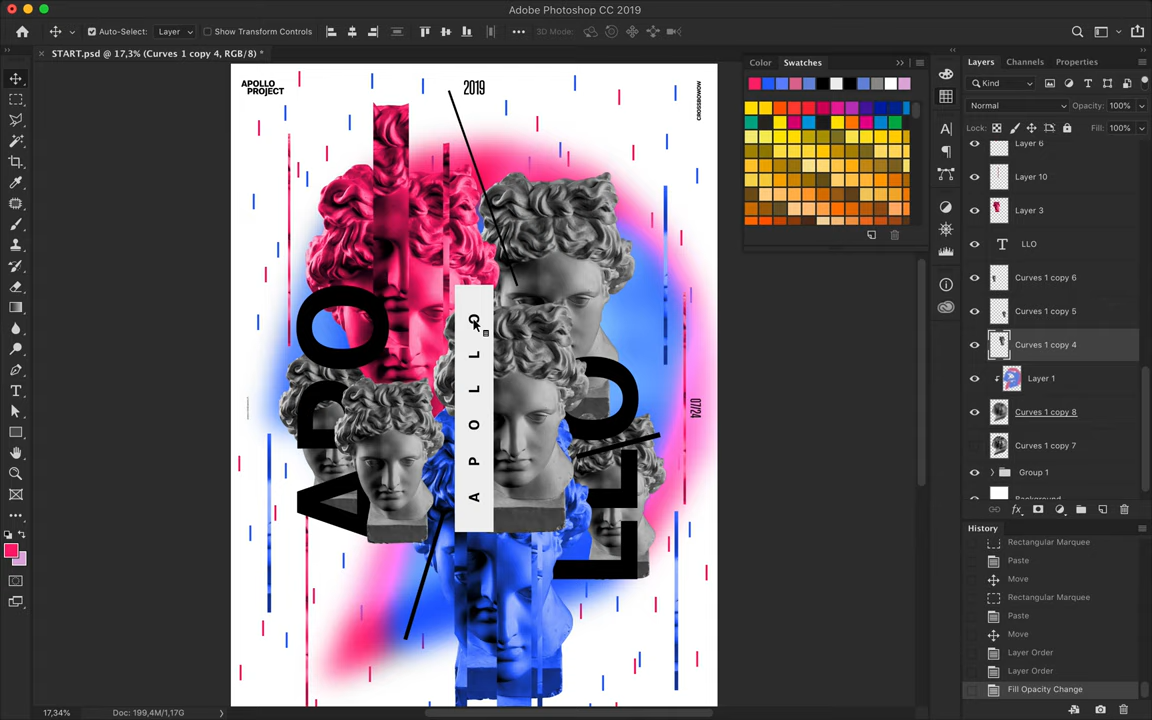 Adobe Photoshop CC 2019
Auto-Select:
Layer
Show Transform Controls
3D Mode:
START.psd @ 17,3% (Curves 1 copy 4, RGB/8) *
APOLLO
PROJECT
2019
CROSSBOWOW
APO
LLO
A P O L L O
07/24
Color
Swatches
Layers
Channels
Properties
Kind
Normal
Opacity: 100%
Lock:
Fill: 100%
Layer 6
Layer 10
Layer 3
LLO
Curves 1 copy 6
Curves 1 copy 5
Curves 1 copy 4
Layer 1
Curves 1 copy 8
Curves 1 copy 7
Group 1
Background
History
Rectangular Marquee
Paste
Move
Rectangular Marquee
Paste
Move
Layer Order
Layer Order
Fill Opacity Change
17,34%
Doc: 199,4M/1,17G